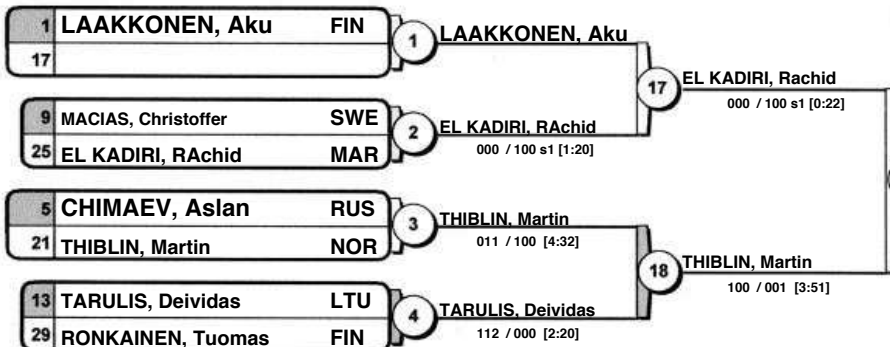 1 LAAKKONEN, Aku FIN
17
1 LAAKKONEN, Aku
9 MACIAS, Christoffer SWE
25 EL KADIRI, RAchid MAR
2 EL KADIRI, RAchid
000 / 100 s1 [1:20]
17 EL KADIRI, Rachid
000 / 100 s1 [0:22]
5 CHIMAEV, Aslan RUS
21 THIBLIN, Martin NOR
3 THIBLIN, Martin
011 / 100 [4:32]
13 TARULIS, Deividas LTU
29 RONKAINEN, Tuomas FIN
4 TARULIS, Deividas
112 / 000 [2:20]
18 THIBLIN, Martin
100 / 001 [3:51]